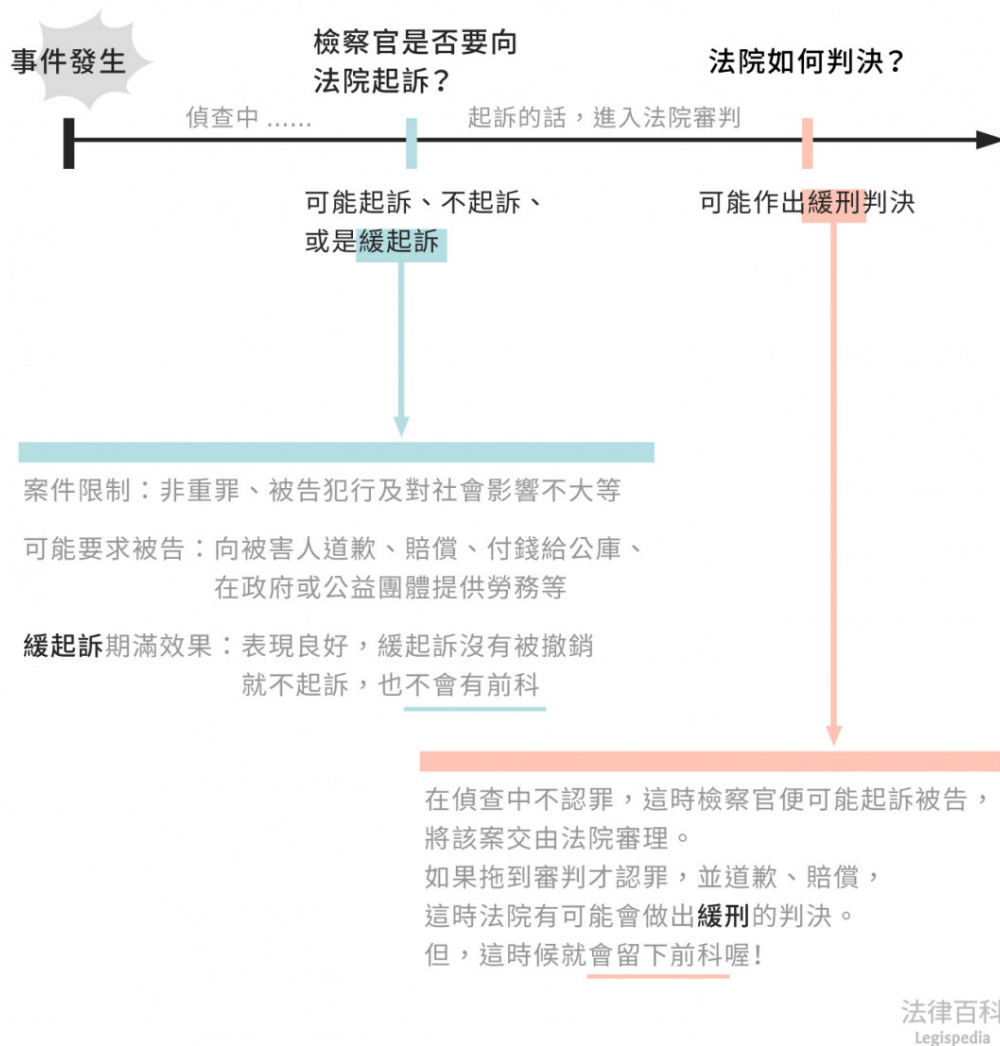 事件發生
檢察官是否要向
法院起訴？
法院如何判決？
偵查中 ......
起訴的話，進入法院審判
可能起訴、不起訴、
或是緩起訴
可能作出緩刑判決
案件限制：非重罪、被告犯行及對社會影響不大等
可能要求被告：向被害人道歉、賠償、付錢給公庫、
在政府或公益團體提供勞務等
緩起訴期滿效果：表現良好，緩起訴沒有被撤銷
就不起訴，也不會有前科
在偵查中不認罪，這時檢察官便可能起訴被告，
將該案交由法院審理。
如果拖到審判才認罪，並道歉、賠償，
這時法院有可能會做出緩刑的判決。
但，這時候就會留下前科喔！
法律百科
Legispedia